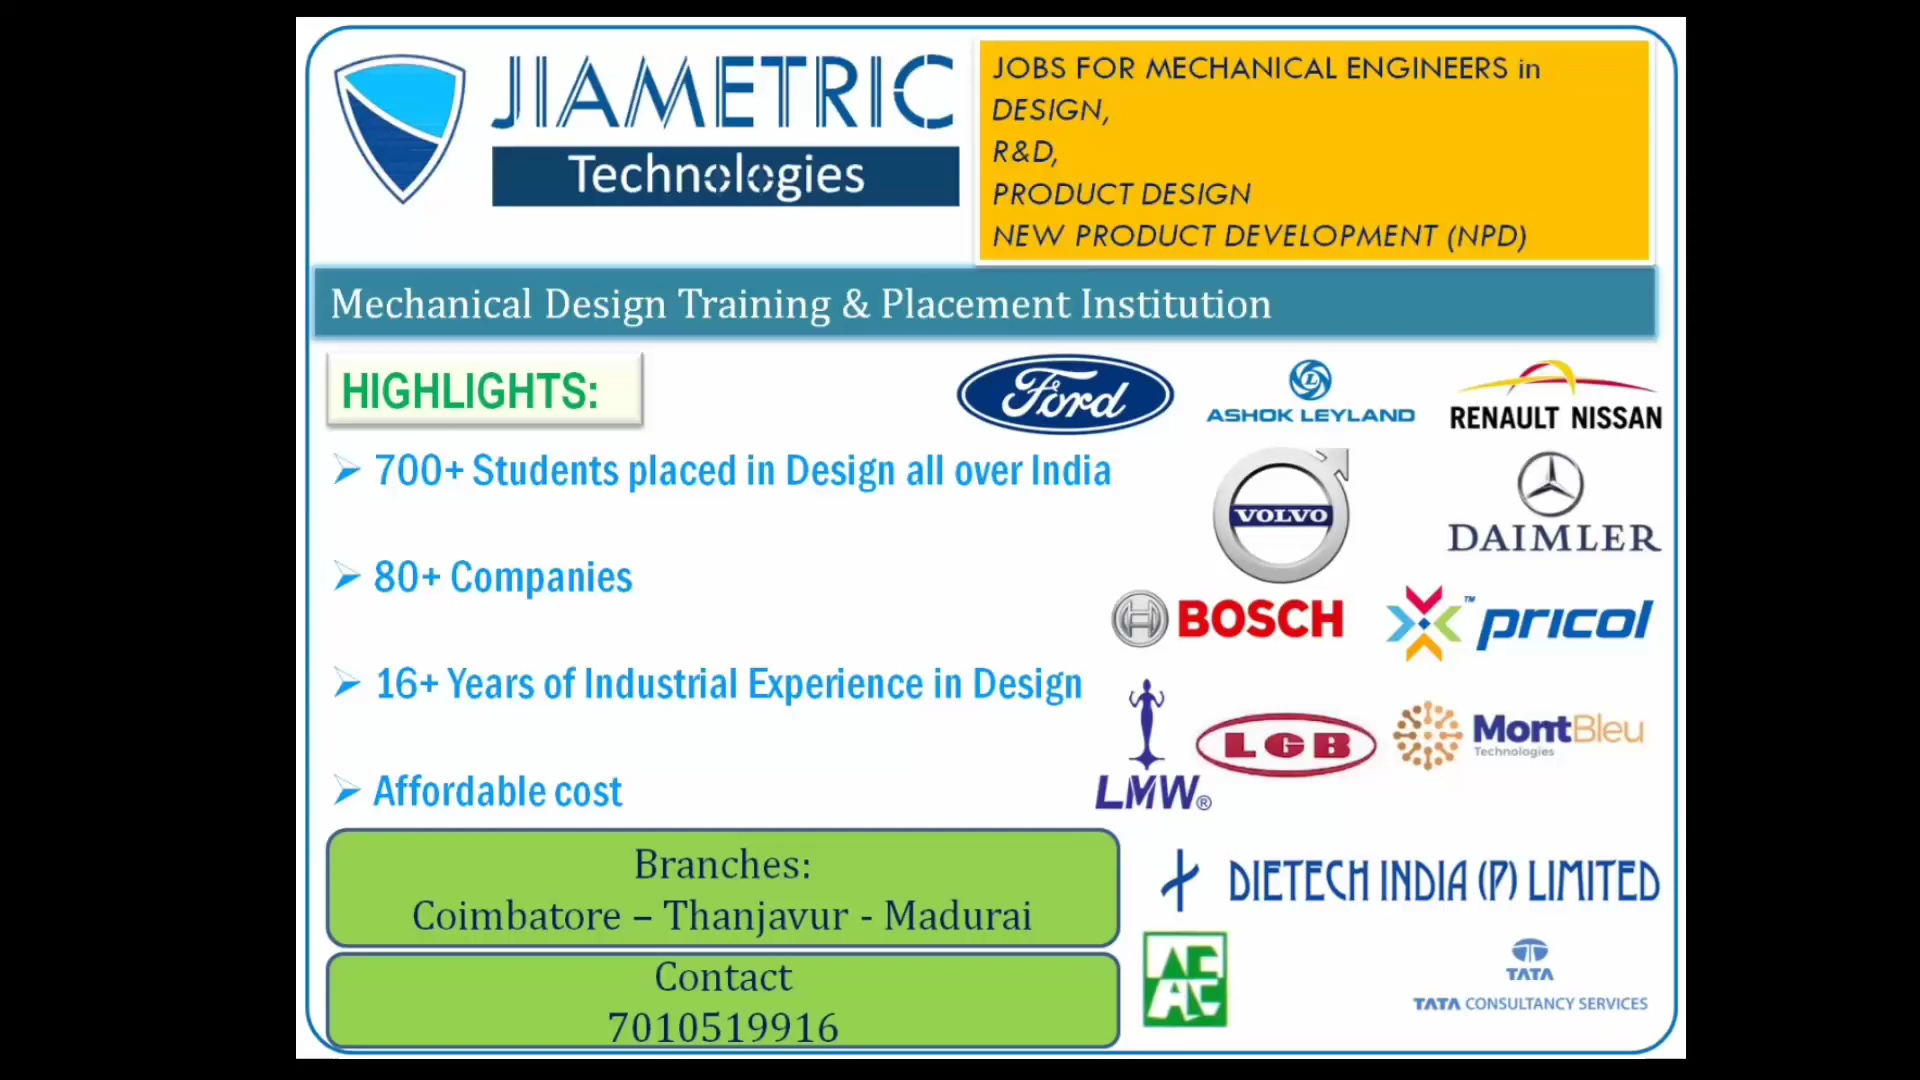 JIAMETRIC
Technologies
JOBS FOR MECHANICAL ENGINEERS in
DESIGN,
R&D,
PRODUCT DESIGN
NEW PRODUCT DEVELOPMENT (NPD)
Mechanical Design Training & Placement Institution
HIGHLIGHTS:
Ford
ASHOK LEYLAND
RENAULT NISSAN
700+ Students placed in Design all over India
VOLVO
DAIMLER
80+ Companies
BOSCH
pricol ™
16+ Years of Industrial Experience in Design
LMW®
LGB
MontBleu
Technologies
Affordable cost
Branches:
Coimbatore – Thanjavur - Madurai
Contact
7010519916
DIETECH INDIA (P) LIMITED
TATA
TATA CONSULTANCY SERVICES